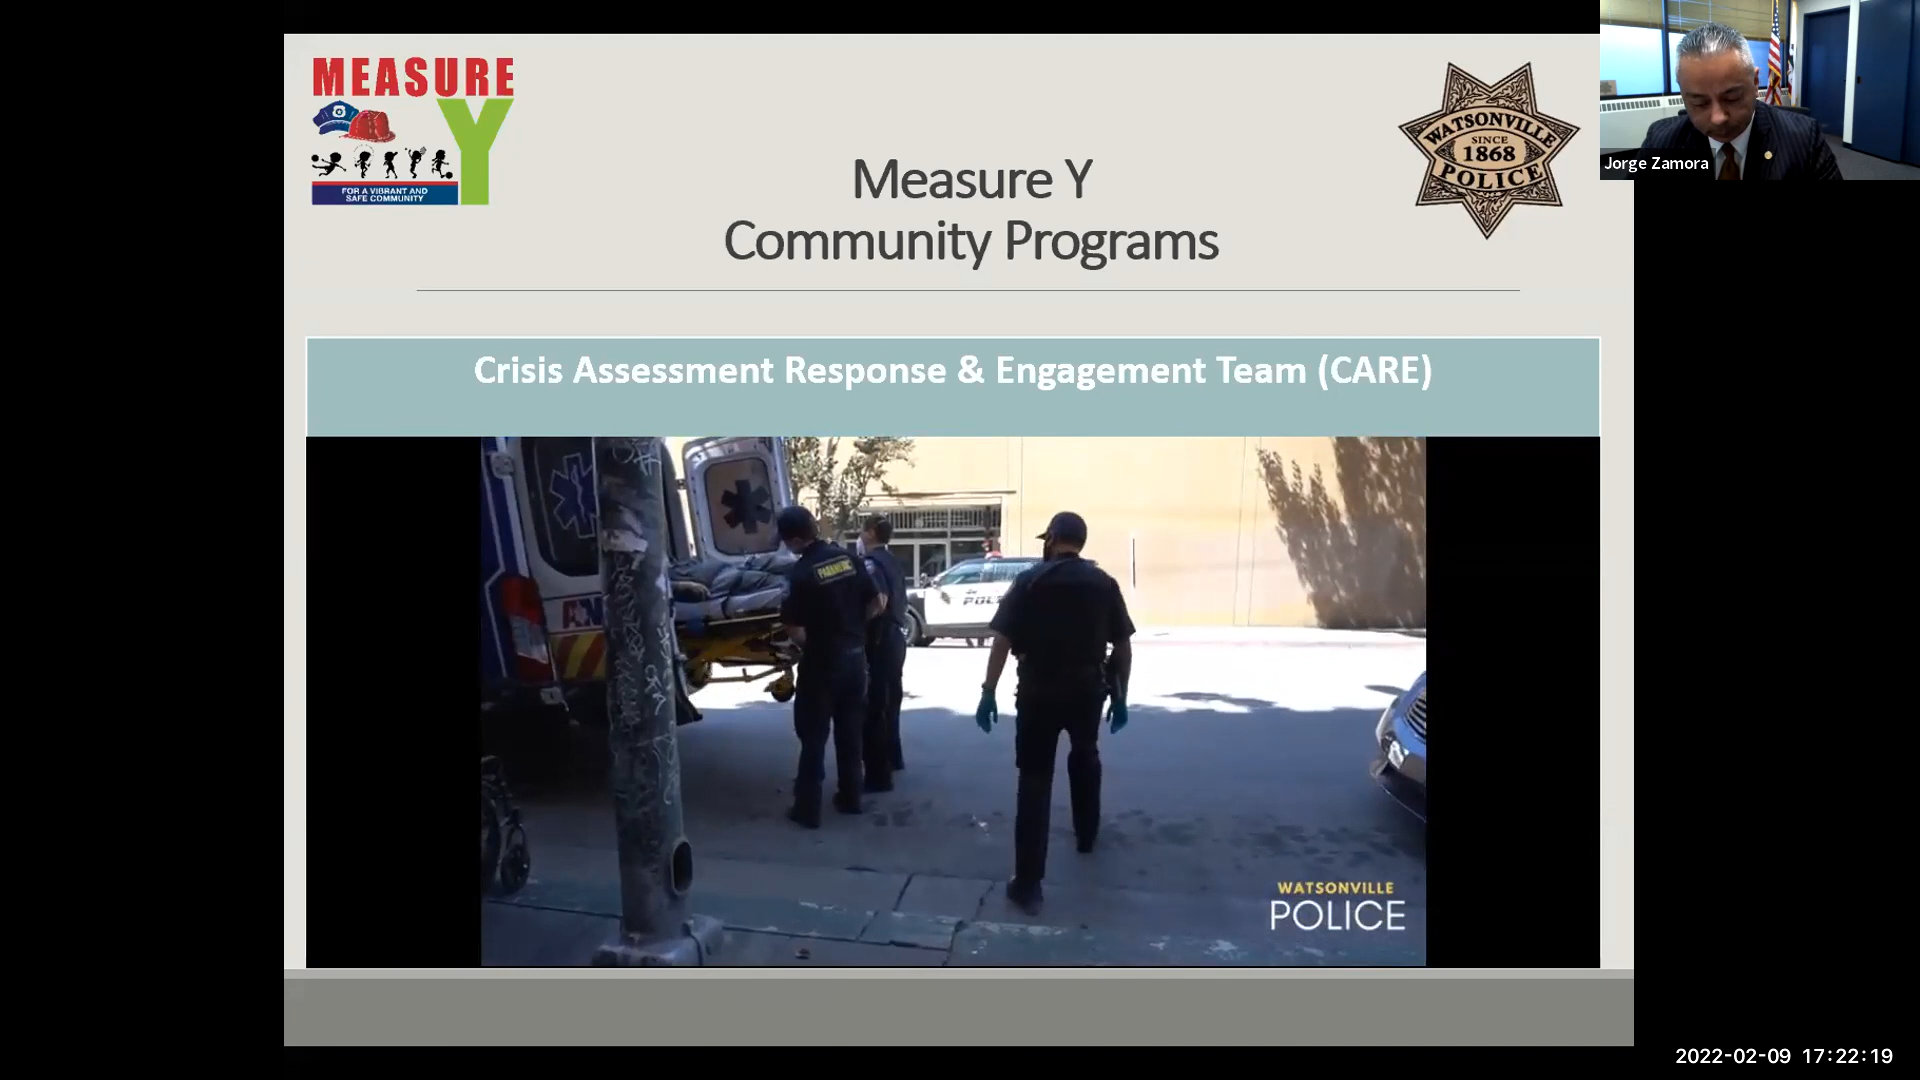 MEASURE
Y
FOR A VIBRANT AND
SAFE COMMUNITY
Measure Y
Community Programs
WATSONVILLE
SINCE
1868
POLICE
Jorge Zamora
Crisis Assessment Response & Engagement Team (CARE)
PARAMEDIC
WATSONVILLE
POLICE
2022-02-09 17:22:19